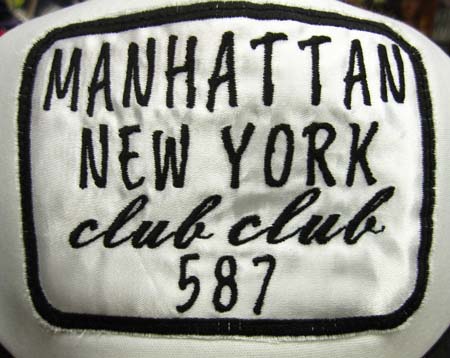 MANHATTAN
NEW YORK
club club
587